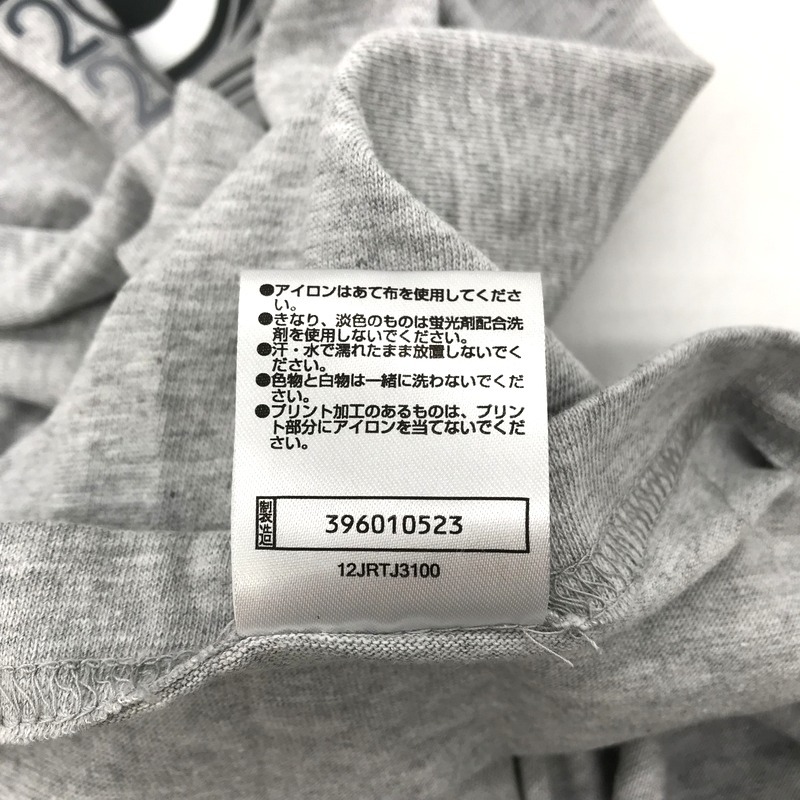 22
●アイロンはあて布を使用してくださ
い。
●きなり、淡色のものは蛍光剤配合洗
剤を使用しないでください。
●汗・水で濡れたまま放置しないでく
ださい。
●色物と白物は一緒に洗わないでくだ
さい。
●プリント加工のあるものは、プリン
ト部分にアイロンを当てないでくだ
さい。
製造 396010523
12JRTJ3100